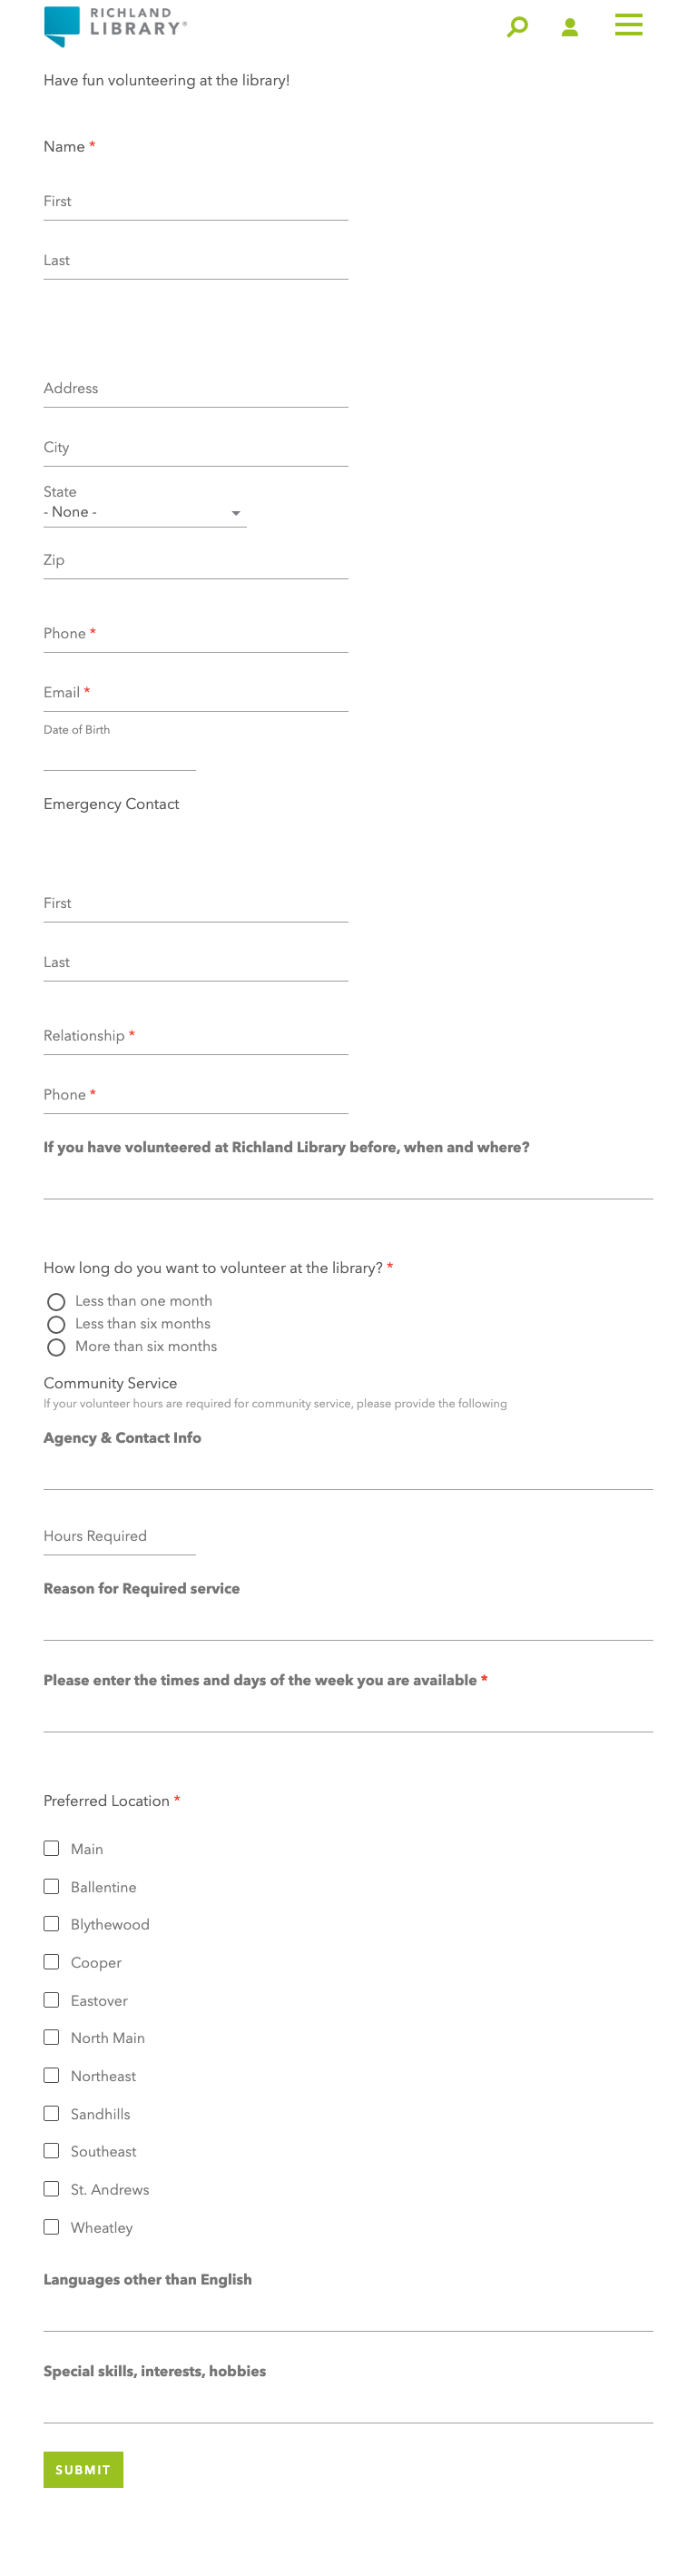 RICHLAND
LIBRARY®
Have fun volunteering at the library!
Name *
First
Last
Address
City
State
- None -
Zip
Phone *
Email *
Date of Birth
Emergency Contact
First
Last
Relationship *
Phone *
If you have volunteered at Richland Library before, when and where?
How long do you want to volunteer at the library? *
Less than one month
Less than six months
More than six months
Community Service
If your volunteer hours are required for community service, please provide the following
Agency & Contact Info
Hours Required
Reason for Required service
Please enter the times and days of the week you are available *
Preferred Location *
Main
Ballentine
Blythewood
Cooper
Eastover
North Main
Northeast
Sandhills
Southeast
St. Andrews
Wheatley
Languages other than English
Special skills, interests, hobbies
SUBMIT